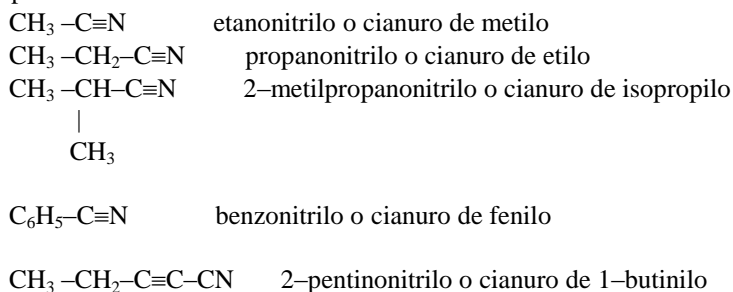 CH₃ –C≡N etanonitrilo o cianuro de metilo
CH₃ –CH₂–C≡N propanonitrilo o cianuro de etilo
CH₃ –CH–C≡N 2–metilpropanonitrilo o cianuro de isopropilo
|
CH₃
C₆H₅–C≡N benzonitrilo o cianuro de fenilo
CH₃ –CH₂–C≡C–CN 2–pentinonitrilo o cianuro de 1–butinilo